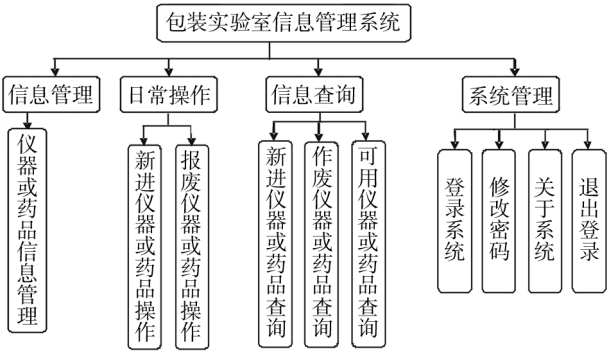 包装实验室信息管理系统
信息管理
日常操作
信息查询
系统管理
仪器或药品信息管理
新进仪器或药品操作
报废仪器或药品操作
新进仪器或药品查询
作废仪器或药品查询
可用仪器或药品查询
登录系统
修改密码
关于系统
退出登录